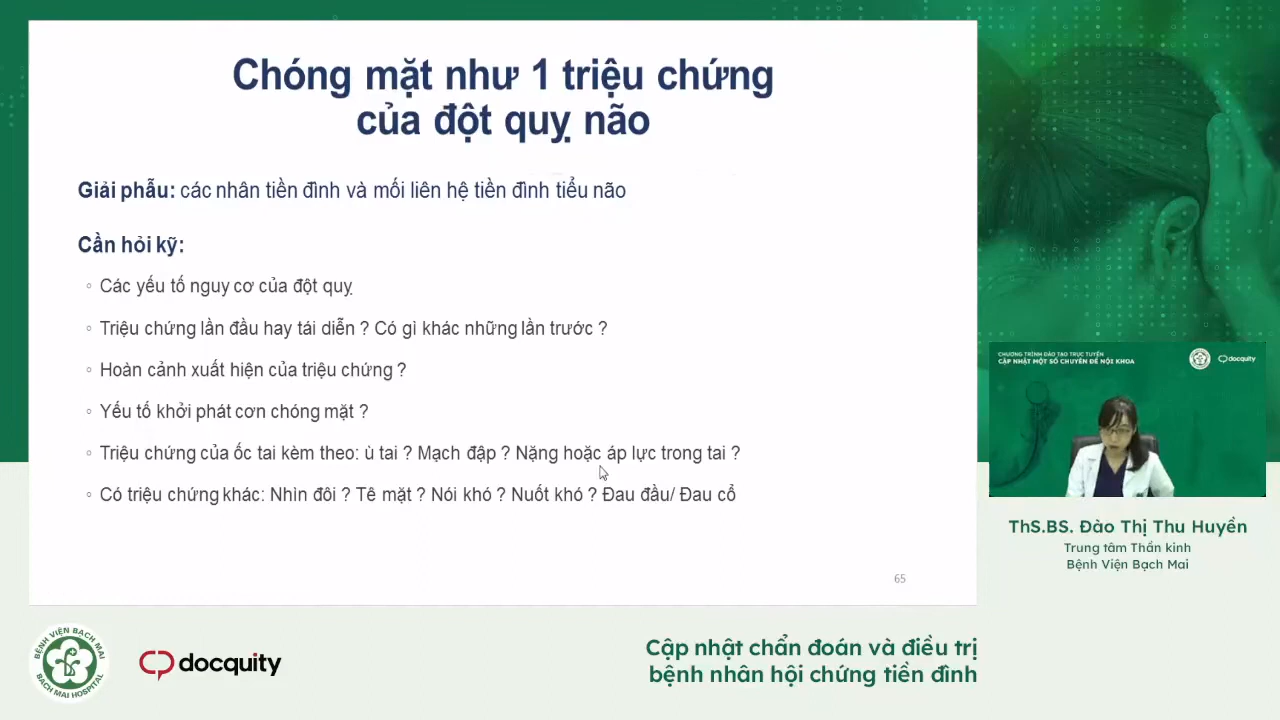 Chóng mặt như 1 triệu chứng
của đột quỵ não
Giải phẫu: các nhân tiền đình và mối liên hệ tiền đình tiểu não
Cần hỏi kỹ:
◦ Các yếu tố nguy cơ của đột quỵ
◦ Triệu chứng lần đầu hay tái diễn ? Có gì khác những lần trước ?
◦ Hoàn cảnh xuất hiện của triệu chứng ?
◦ Yếu tố khởi phát cơn chóng mặt ?
◦ Triệu chứng của ốc tai kèm theo: ù tai ? Mạch đập ? Nặng hoặc áp lực trong tai ?
◦ Có triệu chứng khác: Nhìn đôi ? Tê mặt ? Nói khó ? Nuốt khó ? Đau đầu/ Đau cổ
65
CHƯƠNG TRÌNH ĐÀO TẠO TRỰC TUYẾN
CẬP NHẬT MỘT SỐ CHUYÊN ĐỀ NỘI KHOA
docquity
ThS.BS. Đào Thị Thu Huyền
Trung tâm Thần kinh
Bệnh Viện Bạch Mai
BỆNH VIỆN BẠCH MAI
BACH MAI HOSPITAL
docquity
Cập nhật chẩn đoán và điều trị
bệnh nhân hội chứng tiền đình